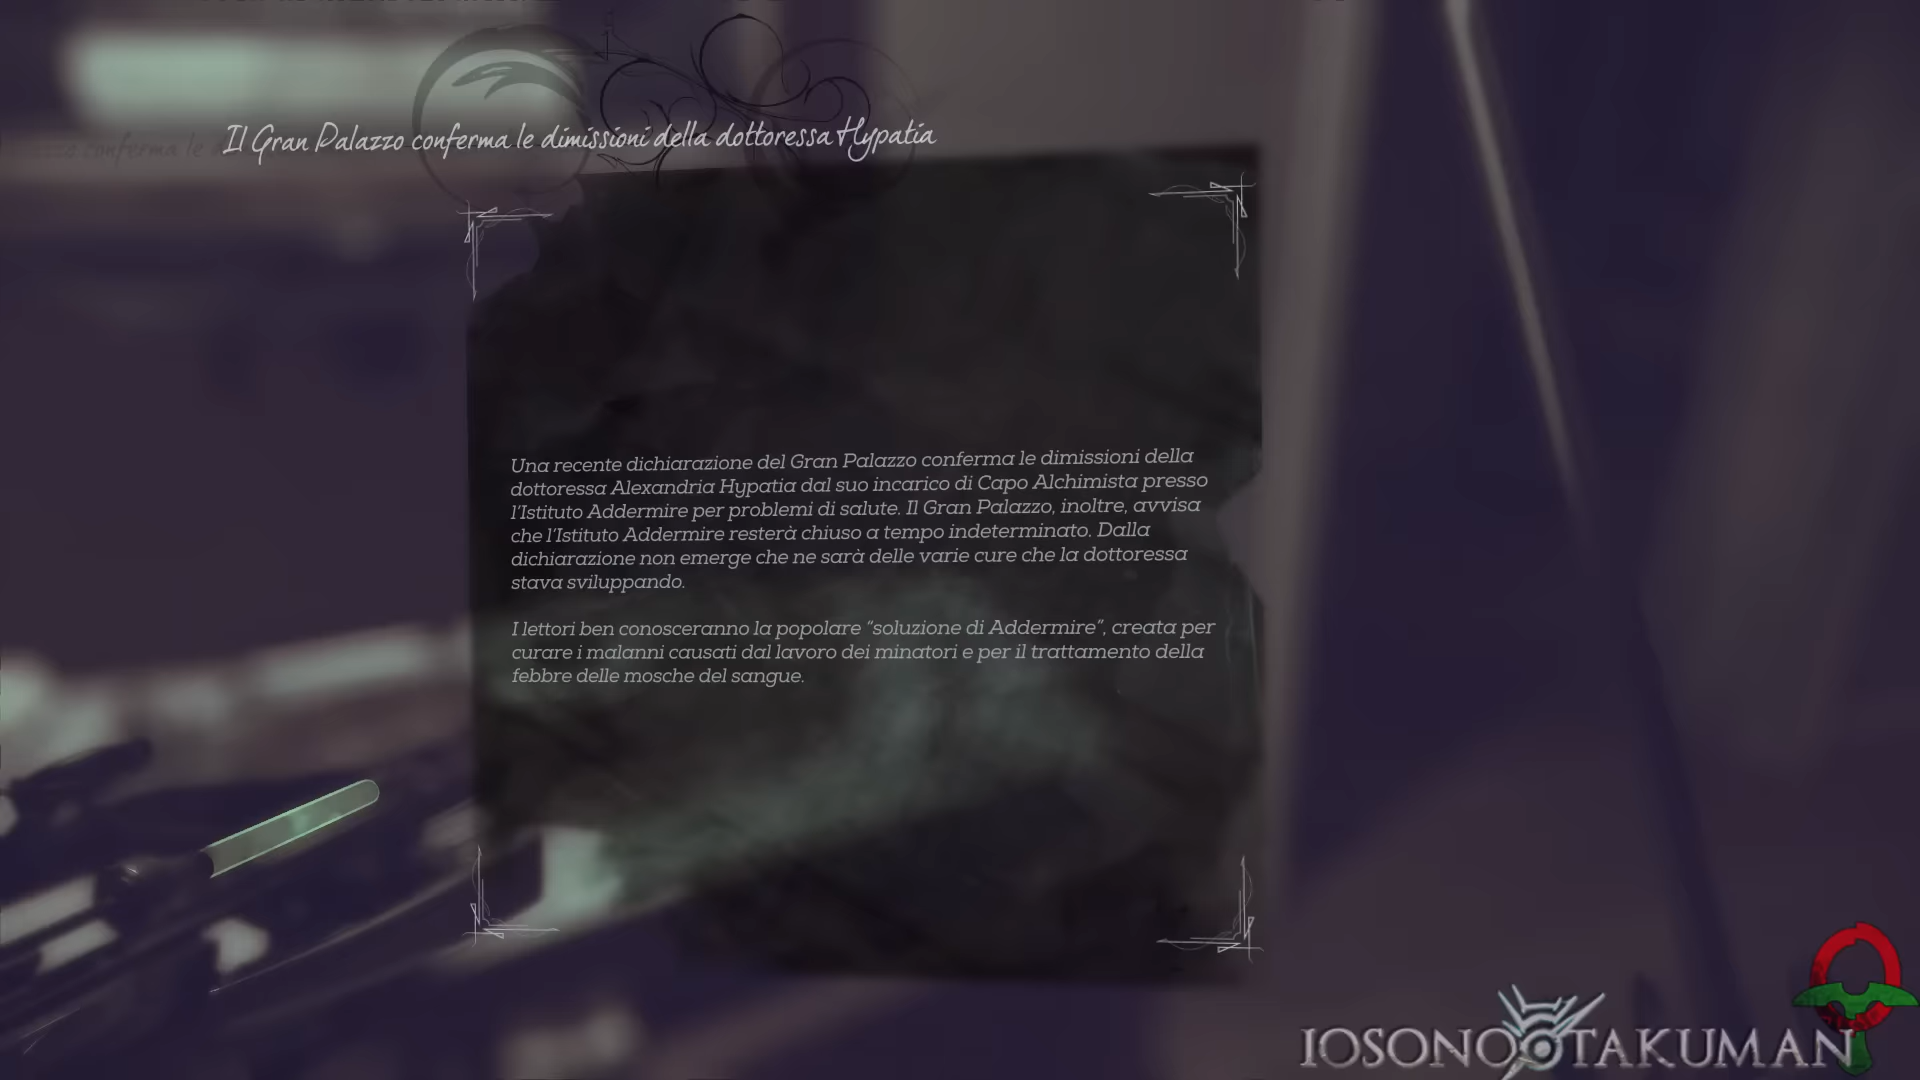 Il Gran Palazzo conferma le dimissioni della dottoressa Hypatia
Una recente dichiarazione del Gran Palazzo conferma le dimissioni della
dottoressa Alexandria Hypatia dal suo incarico di Capo Alchimista presso
l'Istituto Addermire per problemi di salute. Il Gran Palazzo, inoltre, avvisa
che l'Istituto Addermire resterà chiuso a tempo indeterminato. Dalla
dichiarazione non emerge che ne sarà delle varie cure che la dottoressa
stava sviluppando.
I lettori ben conosceranno la popolare “soluzione di Addermire”, creata per
curare i malanni causati dal lavoro dei minatori e per il trattamento della
febbre delle mosche del sangue.
IOSONOOTAKUMAN